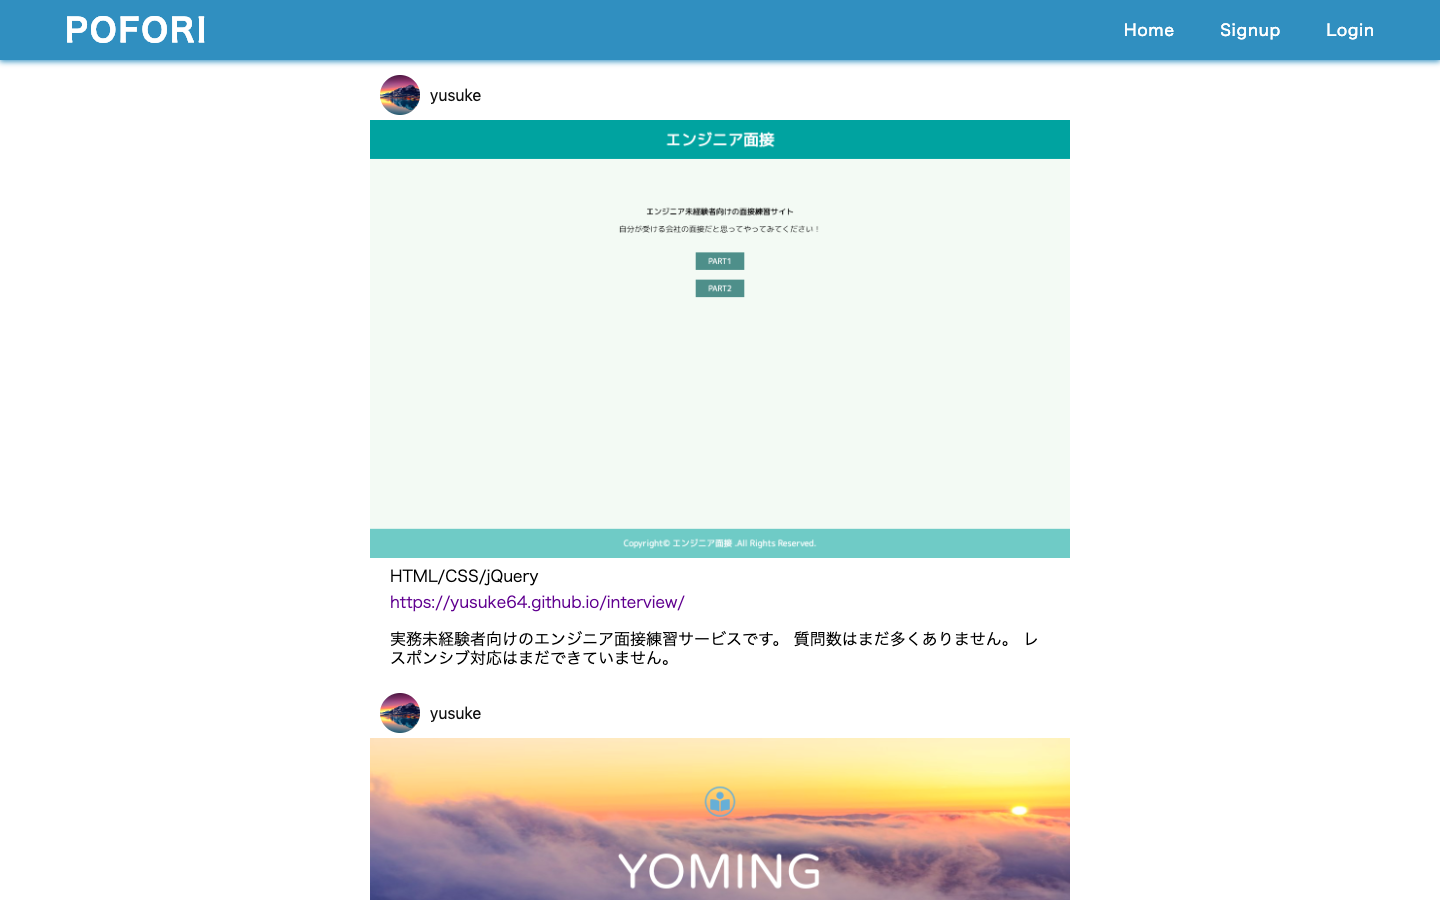 POFORI
Home Signup Login
yusuke
エンジニア面接
エンジニア未経験者向けの面接練習サイト
自分が受ける会社の面接だと思ってやってみてください！
PART1
PART2
Copyright© エンジニア面接 .All Rights Reserved.
HTML/CSS/jQuery
https://yusuke64.github.io/interview/
実務未経験者向けのエンジニア面接練習サービスです。 質問数はまだ多くありません。 レ
スポンシブ対応はまだできていません。
yusuke
YOMING